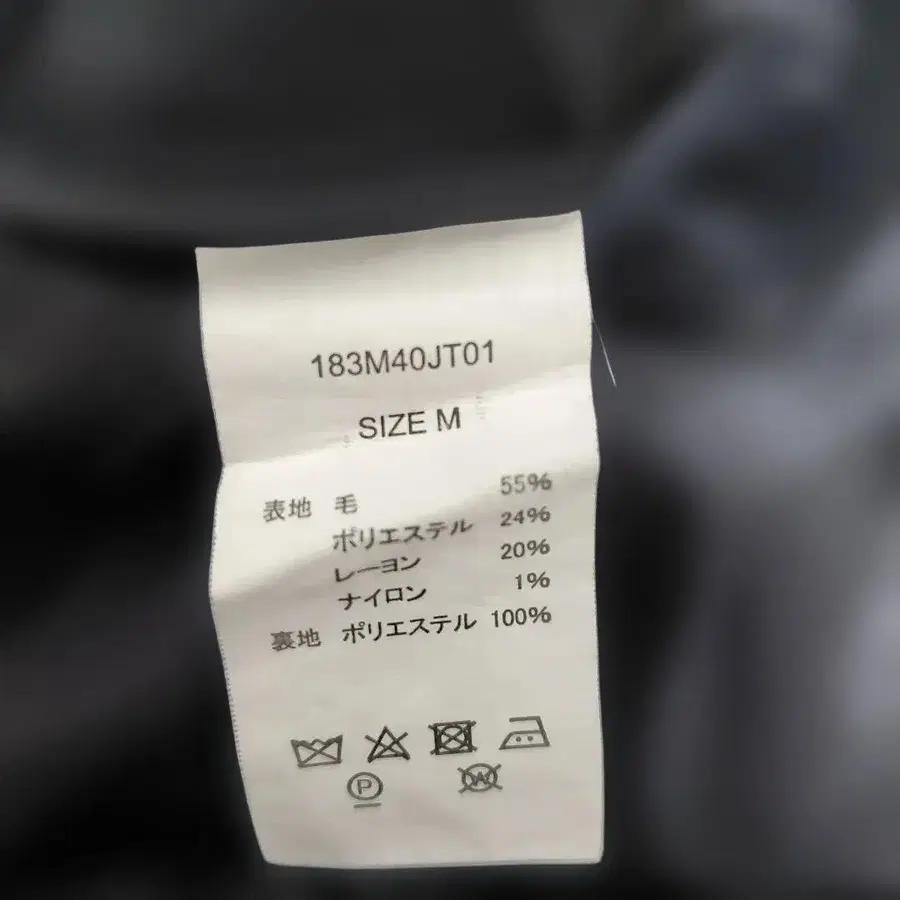 183M40JT01
SIZE M
表地 毛 55%
ポリエステル 24%
レーヨン 20%
ナイロン 1%
裏地 ポリエステル 100%
P
W